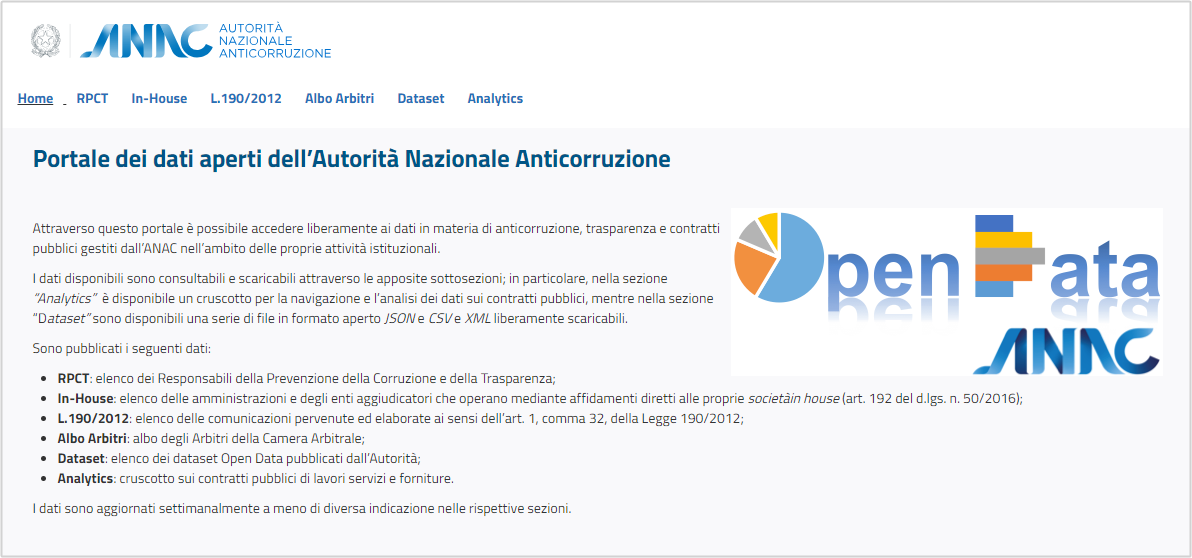 ANAC
AUTORITÀ
NAZIONALE
ANTICORRUZIONE
Home RPCT In-House L.190/2012 Albo Arbitri Dataset Analytics
Portale dei dati aperti dell’Autorità Nazionale Anticorruzione
Attraverso questo portale è possibile accedere liberamente ai dati in materia di anticorruzione, trasparenza e contratti
pubblici gestiti dall’ANAC nell’ambito delle proprie attività istituzionali.
I dati disponibili sono consultabili e scaricabili attraverso le apposite sottosezioni; in particolare, nella sezione
“Analytics” è disponibile un cruscotto per la navigazione e l'analisi dei dati sui contratti pubblici, mentre nella sezione
“Dataset” sono disponibili una serie di file in formato aperto JSON e CSV e XML liberamente scaricabili.
Open Data
ANAC
Sono pubblicati i seguenti dati:
• RPCT: elenco dei Responsabili della Prevenzione della Corruzione e della Trasparenza;
• In-House: elenco delle amministrazioni e degli enti aggiudicatori che operano mediante affidamenti diretti alle proprie societàin house (art. 192 del d.lgs. n. 50/2016);
• L.190/2012: elenco delle comunicazioni pervenute ed elaborate ai sensi dell’art. 1, comma 32, della Legge 190/2012;
• Albo Arbitri: albo degli Arbitri della Camera Arbitrale;
• Dataset: elenco dei dataset Open Data pubblicati dall’Autorità;
• Analytics: cruscotto sui contratti pubblici di lavori servizi e forniture.
I dati sono aggiornati settimanalmente a meno di diversa indicazione nelle rispettive sezioni.